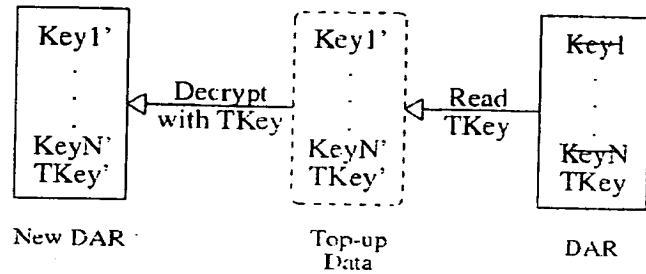 Key1'
.
.
.
KeyN'
TKey'
New DAR
Decrypt
with TKey
Key1'
.
.
.
KeyN'
TKey'
Top-up
Data
Read
TKey
Key1
.
.
.
KeyN
TKey
DAR